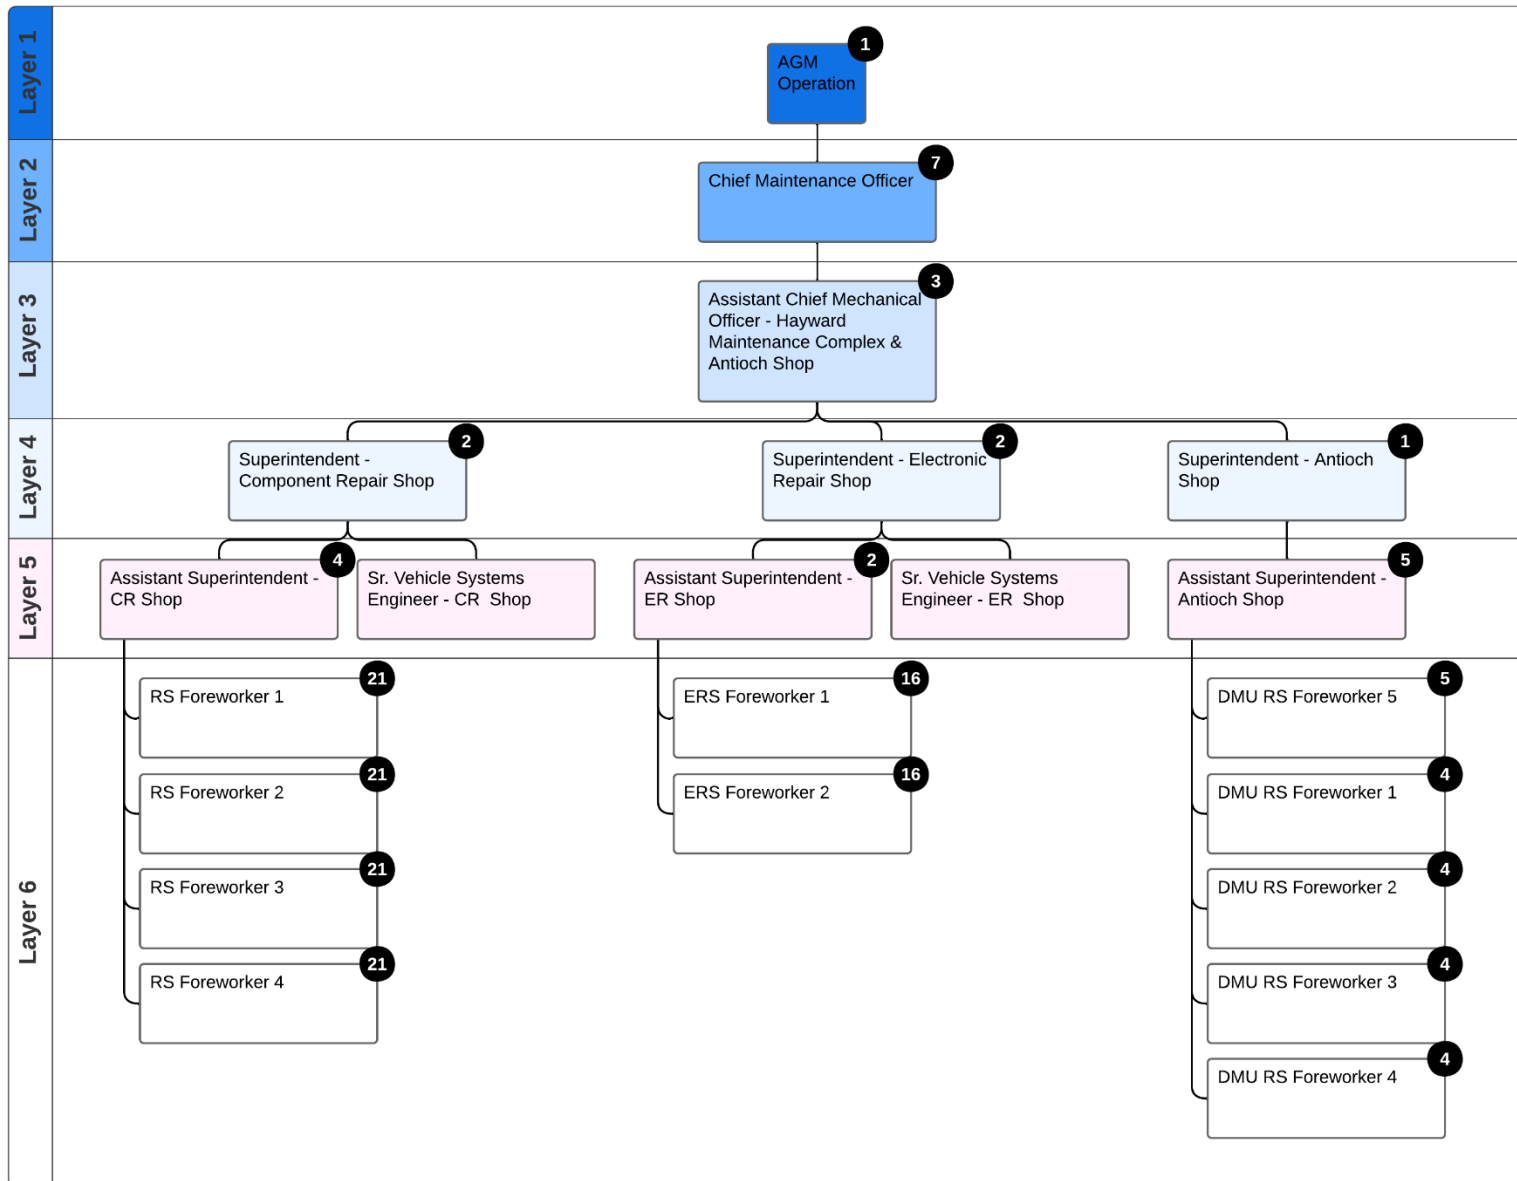 Layer 1
1
AGM
Operation
Layer 2
7
Chief Maintenance Officer
Layer 3
3
Assistant Chief Mechanical
Officer - Hayward
Maintenance Complex &
Antioch Shop
Layer 4
2
Superintendent -
Component Repair Shop
2
Superintendent - Electronic
Repair Shop
1
Superintendent - Antioch
Shop
Layer 5
4
Assistant Superintendent -
CR Shop
Sr. Vehicle Systems
Engineer - CR  Shop
2
Assistant Superintendent -
ER Shop
Sr. Vehicle Systems
Engineer - ER  Shop
5
Assistant Superintendent -
Antioch Shop
Layer 6
21
RS Foreworker 1
21
RS Foreworker 2
21
RS Foreworker 3
21
RS Foreworker 4
16
ERS Foreworker 1
16
ERS Foreworker 2
5
DMU RS Foreworker 5
4
DMU RS Foreworker 1
4
DMU RS Foreworker 2
4
DMU RS Foreworker 3
4
DMU RS Foreworker 4